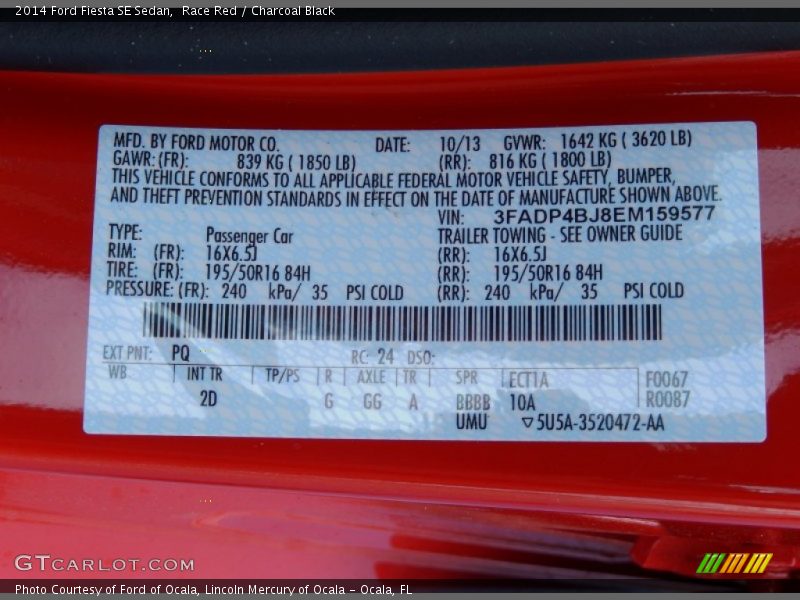 2014 Ford Fiesta SE Sedan, Race Red / Charcoal Black
MFD. BY FORD MOTOR CO. DATE: 10/13 GVWR: 1642 KG ( 3620 LB)
GAWR: (FR): 839 KG ( 1850 LB) (RR): 816 KG ( 1800 LB)
THIS VEHICLE CONFORMS TO ALL APPLICABLE FEDERAL MOTOR VEHICLE SAFETY, BUMPER,
AND THEFT PREVENTION STANDARDS IN EFFECT ON THE DATE OF MANUFACTURE SHOWN ABOVE.
VIN: 3FADP4BJ8EM159577
TYPE: Passenger Car TRAILER TOWING - SEE OWNER GUIDE
RIM: (FR): 16X6.5J (RR): 16X6.5J
TIRE: (FR): 195/50R16 84H (RR): 195/50R16 84H
PRESSURE: (FR): 240 kPa/ 35 PSI COLD (RR): 240 kPa/ 35 PSI COLD
EXT PNT: PQ RC: 24 DSO:
WB INT TR TP/PS R AXLE TR SPR ECT1A F0067
2D G GG A BBBB 10A R0087
UMU ▽5U5A-3520472-AA
GTCARLOT.COM
Photo Courtesy of Ford of Ocala, Lincoln Mercury of Ocala - Ocala, FL